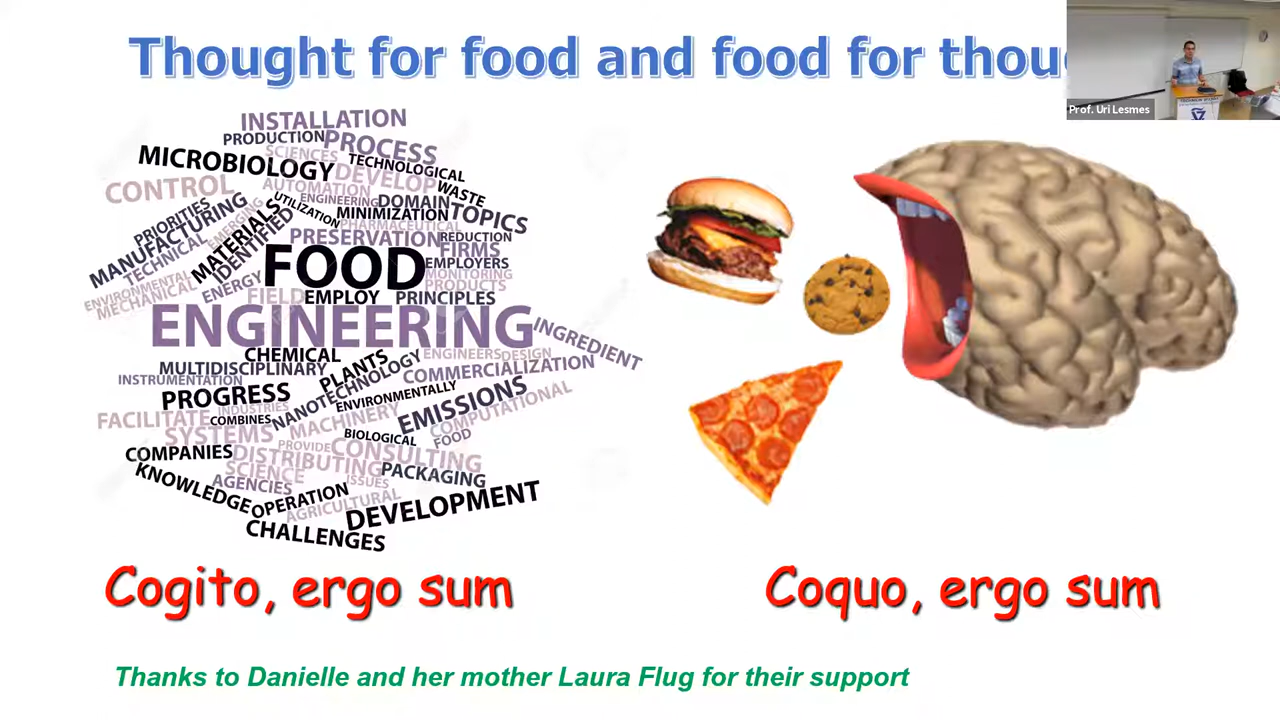 Thought for food and food for thou
Prof. Uri Lesmes
INSTALLATION
PRODUCTION PROCESS
SCIENCES TECHNOLOGICAL
MICROBIOLOGY DEVELOP WASTE
CONTROL AUTOMATION
ENGINEERING DOMAIN TOPICS
UTILIZATION MINIMIZATION
PRIORITIES PHARMACEUTICAL
MANUFACTURING EMERGING MATERIALS
TECHNICAL IDENTIFIED PRESERVATION REDUCTION
FIRMS
FOOD EMPLOYERS
ENVIRONMENTAL MONITORING
MECHANICAL ENERGY PRODUCTS
FIELD EMPLOY PRINCIPLES
ENGINEERING INGREDIENT
CHEMICAL ENGINEERS DESIGN
MULTIDISCIPLINARY PLANTS COMMERCIALIZATION
INSTRUMENTATION NANOTECHNOLOGY
PROGRESS ENVIRONMENTALLY
FACILITATE INDUSTRIES MACHINERY EMISSIONS
COMBINES COMPUTATIONAL
SYSTEMS BIOLOGICAL FOOD
COMPANIES PROVIDE CONSULTING
DISTRIBUTING
KNOWLEDGE SCIENCE PACKAGING
AGENCIES ISSUES
OPERATION AGRICULTURAL DEVELOPMENT
CHALLENGES
Cogito, ergo sum
Coquo, ergo sum
Thanks to Danielle and her mother Laura Flug for their support